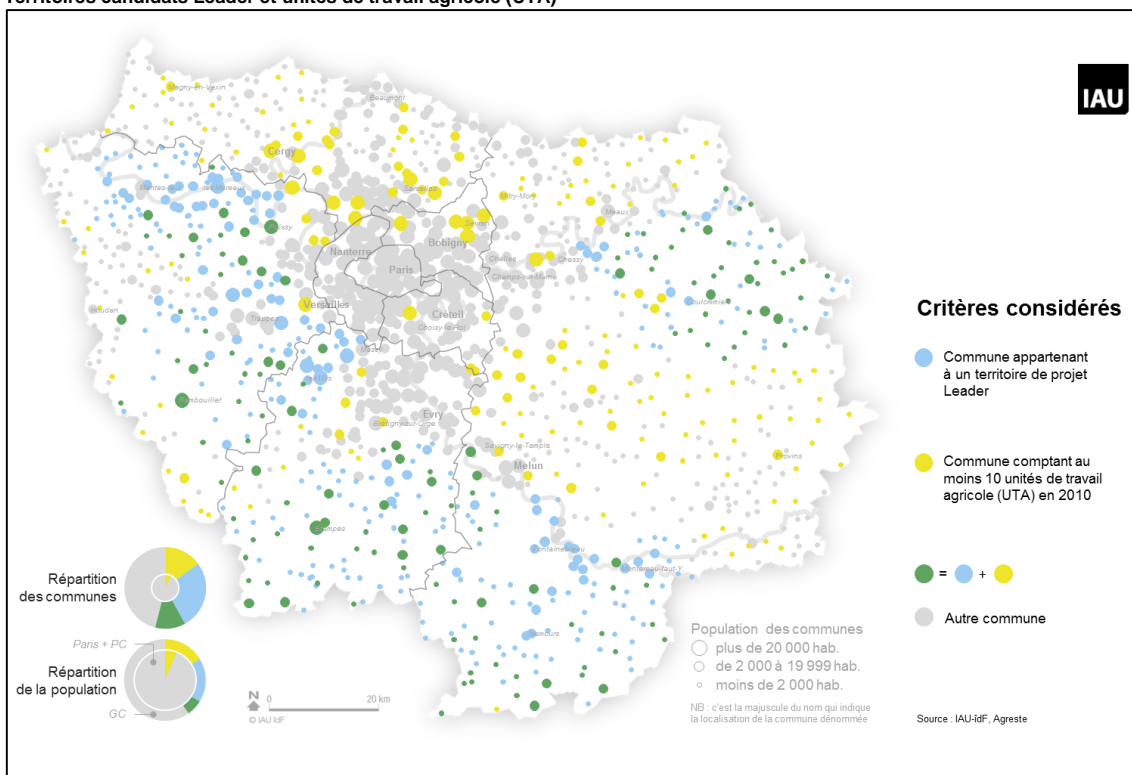 Territoires candidats Leader et unités de travail agricole (UTA)
IAU
Magny-en-Vexin
Beaumont
Cergy
Mantes-la-J.
les Mureaux
Sarcelles
Mitry-Mory
Meaux
Poissy
Sevran
Nanterre
Bobigny
Paris
Chelles
Chessy
Champs-sur-Marne
Coulommiers
Houdan
Versailles
Créteil
Trappes
Choisy-le-Roi
Massy
les Ulis
Rambouillet
Evry
Brétigny-sur-Orge
Savigny-le-Temple
Melun
Provins
Etampes
Fontainebleau
Montereau-faut-Y.
Nemours
Critères considérés
Commune appartenant
à un territoire de projet
Leader
Commune comptant au
moins 10 unités de travail
agricole (UTA) en 2010
= +
Autre commune
Répartition
des communes
Paris + PC
Répartition
de la population
GC
N
0 20 km
© IAU îdF
Population des communes
plus de 20 000 hab.
de 2 000 à 19 999 hab.
moins de 2 000 hab.
NB : c'est la majuscule du nom qui indique
la localisation de la commune dénommée
Source : IAU-îdF, Agreste